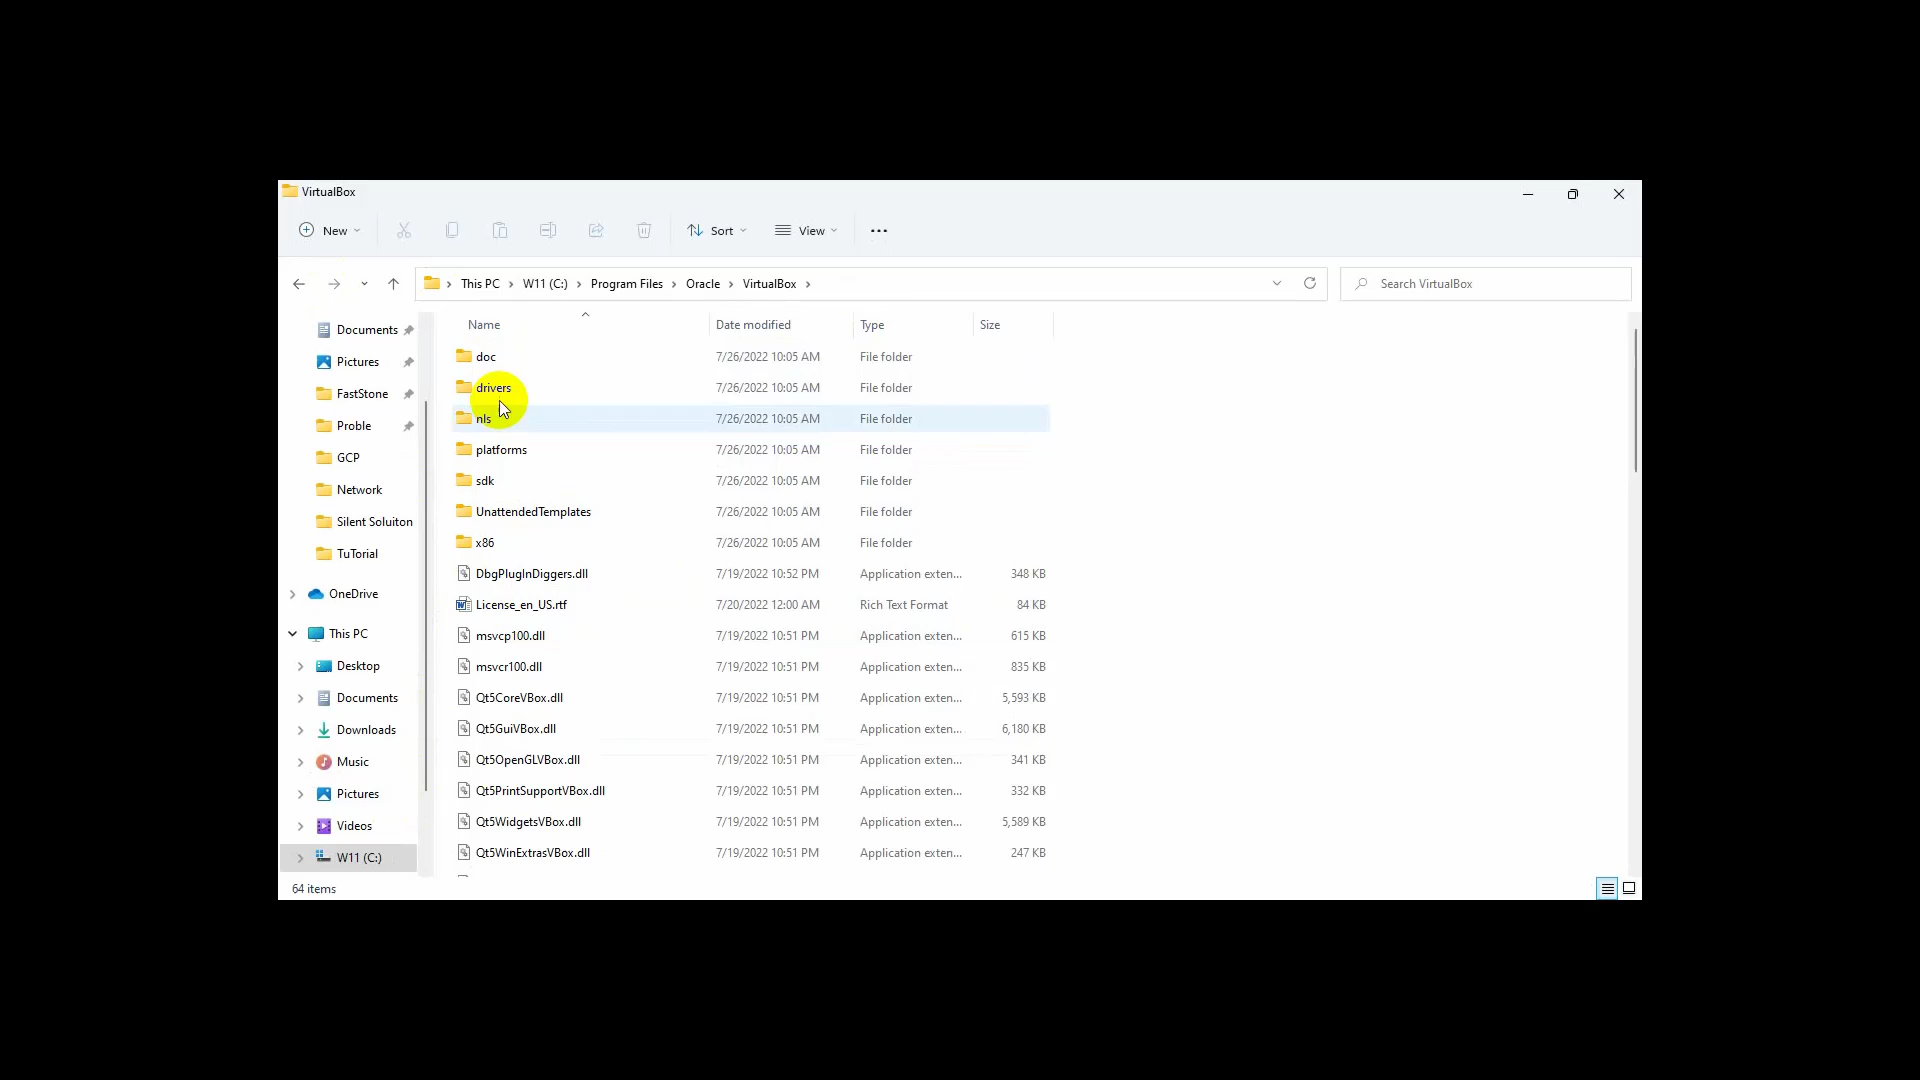 VirtualBox
New Sort View
This PC W11 (C:) Program Files Oracle VirtualBox Search VirtualBox
Documents
Pictures
FastStone
Proble
GCP
Network
Silent Soluiton
TuTorial
OneDrive
This PC
Desktop
Documents
Downloads
Music
Pictures
Videos
W11 (C:)
Name Date modified Type Size
doc 7/26/2022 10:05 AM File folder
drivers 7/26/2022 10:05 AM File folder
nls 7/26/2022 10:05 AM File folder
platforms 7/26/2022 10:05 AM File folder
sdk 7/26/2022 10:05 AM File folder
UnattendedTemplates 7/26/2022 10:05 AM File folder
x86 7/26/2022 10:05 AM File folder
DbgPlugInDiggers.dll 7/19/2022 10:52 PM Application exten... 348 KB
License_en_US.rtf 7/20/2022 12:00 AM Rich Text Format 84 KB
msvcp100.dll 7/19/2022 10:51 PM Application exten... 615 KB
msvcr100.dll 7/19/2022 10:51 PM Application exten... 835 KB
Qt5CoreVBox.dll 7/19/2022 10:51 PM Application exten... 5,593 KB
Qt5GuiVBox.dll 7/19/2022 10:51 PM Application exten... 6,180 KB
Qt5OpenGLVBox.dll 7/19/2022 10:51 PM Application exten... 341 KB
Qt5PrintSupportVBox.dll 7/19/2022 10:51 PM Application exten... 332 KB
Qt5WidgetsVBox.dll 7/19/2022 10:51 PM Application exten... 5,589 KB
Qt5WinExtrasVBox.dll 7/19/2022 10:51 PM Application exten... 247 KB
64 items